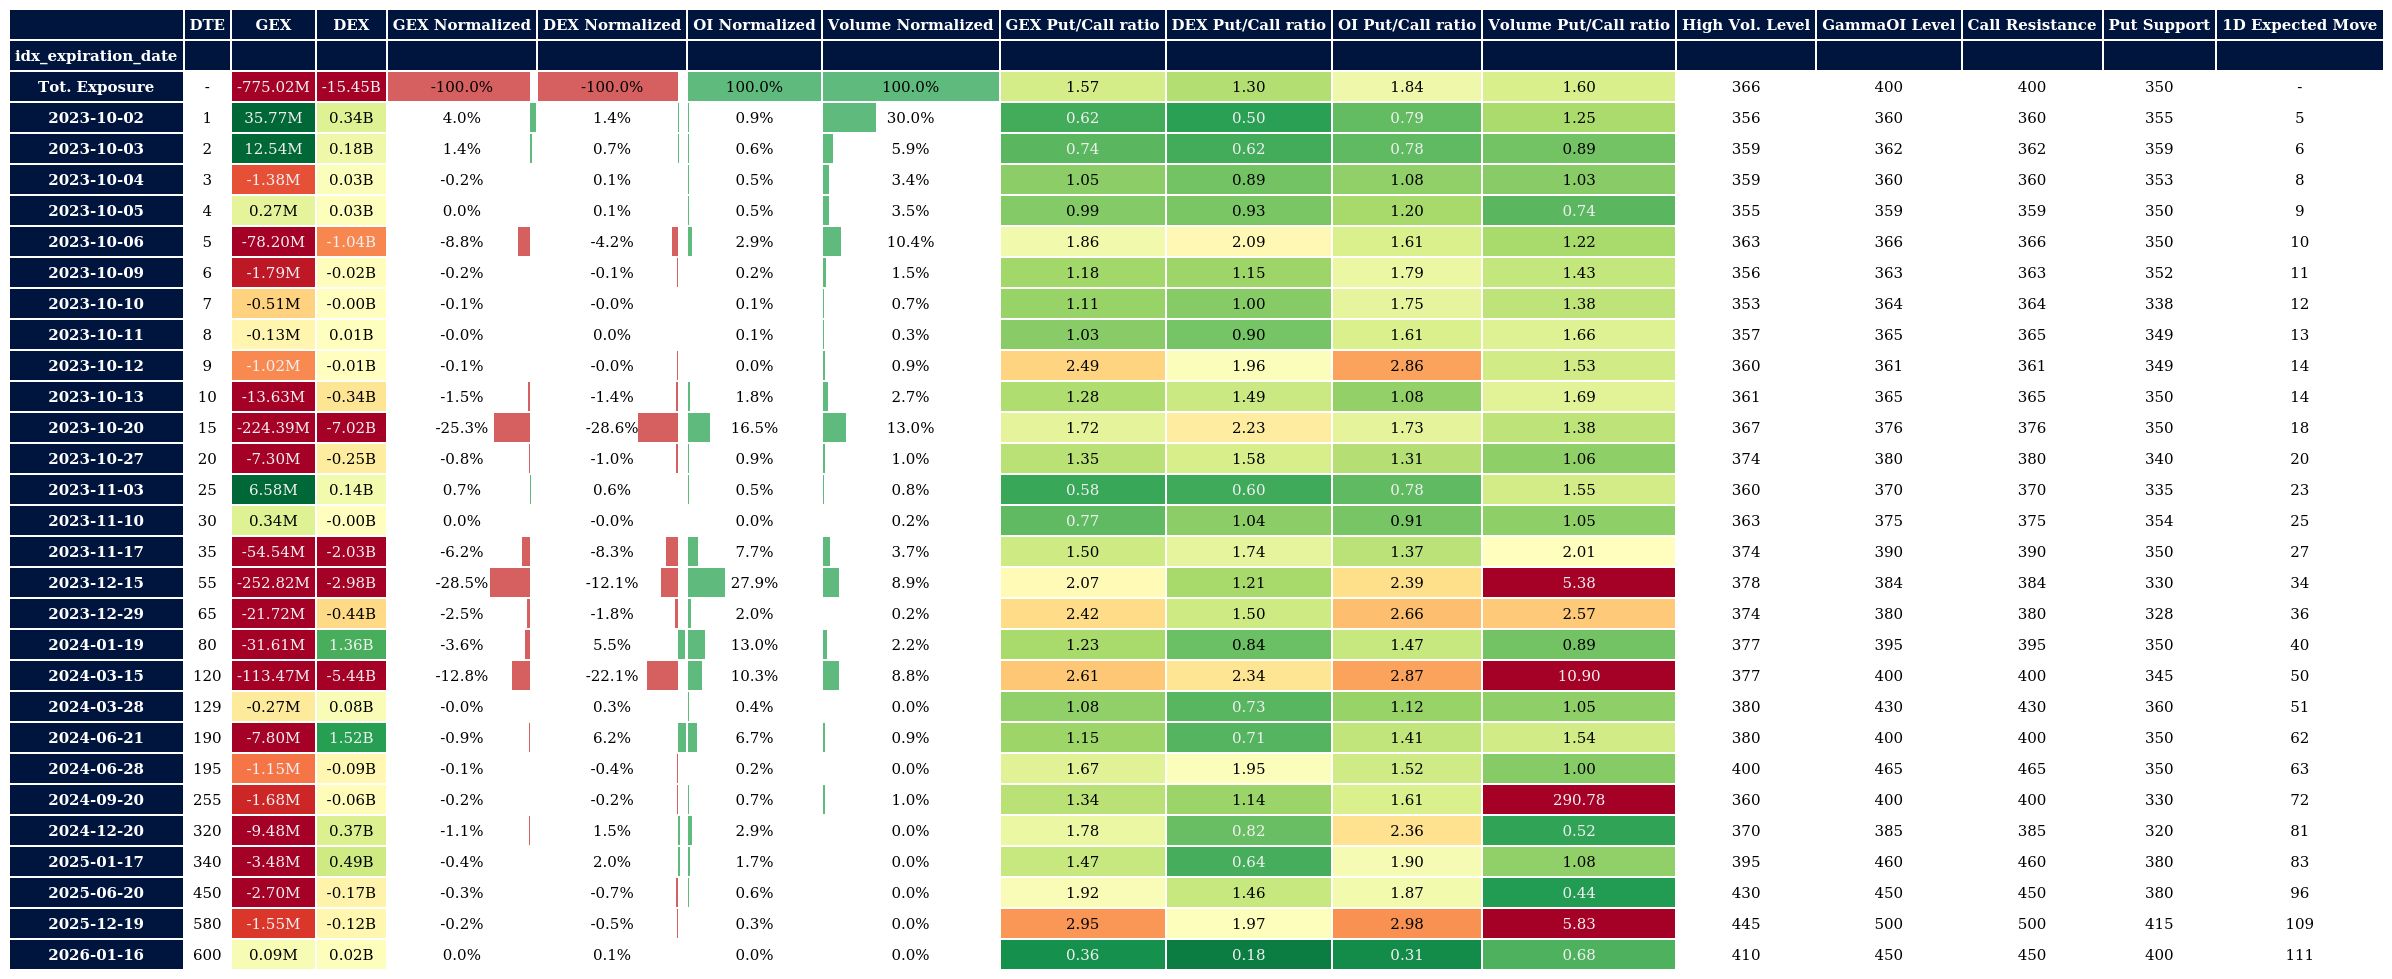 DTE GEX DEX GEX Normalized DEX Normalized OI Normalized Volume Normalized GEX Put/Call ratio DEX Put/Call ratio OI Put/Call ratio Volume Put/Call ratio High Vol. Level GammaOI Level Call Resistance Put Support 1D Expected Move
idx_expiration_date
Tot. Exposure - -775.02M -15.45B -100.0% -100.0% 100.0% 100.0% 1.57 1.30 1.84 1.60 366 400 400 350 -
2023-10-02 1 35.77M 0.34B 4.0% 1.4% 0.9% 30.0% 0.62 0.50 0.79 1.25 356 360 360 355 5
2023-10-03 2 12.54M 0.18B 1.4% 0.7% 0.6% 5.9% 0.74 0.62 0.78 0.89 359 362 362 359 6
2023-10-04 3 -1.38M 0.03B -0.2% 0.1% 0.5% 3.4% 1.05 0.89 1.08 1.03 359 360 360 353 8
2023-10-05 4 0.27M 0.03B 0.0% 0.1% 0.5% 3.5% 0.99 0.93 1.20 0.74 355 359 359 350 9
2023-10-06 5 -78.20M -1.04B -8.8% -4.2% 2.9% 10.4% 1.86 2.09 1.61 1.22 363 366 366 350 10
2023-10-09 6 -1.79M -0.02B -0.2% -0.1% 0.2% 1.5% 1.18 1.15 1.79 1.43 356 363 363 352 11
2023-10-10 7 -0.51M -0.00B -0.1% -0.0% 0.1% 0.7% 1.11 1.00 1.75 1.38 353 364 364 338 12
2023-10-11 8 -0.13M 0.01B -0.0% 0.0% 0.1% 0.3% 1.03 0.90 1.61 1.66 357 365 365 349 13
2023-10-12 9 -1.02M -0.01B -0.1% -0.0% 0.0% 0.9% 2.49 1.96 2.86 1.53 360 361 361 349 14
2023-10-13 10 -13.63M -0.34B -1.5% -1.4% 1.8% 2.7% 1.28 1.49 1.08 1.69 361 365 365 350 14
2023-10-20 15 -224.39M -7.02B -25.3% -28.6% 16.5% 13.0% 1.72 2.23 1.73 1.38 367 376 376 350 18
2023-10-27 20 -7.30M -0.25B -0.8% -1.0% 0.9% 1.0% 1.35 1.58 1.31 1.06 374 380 380 340 20
2023-11-03 25 6.58M 0.14B 0.7% 0.6% 0.5% 0.8% 0.58 0.60 0.78 1.55 360 370 370 335 23
2023-11-10 30 0.34M -0.00B 0.0% -0.0% 0.0% 0.2% 0.77 1.04 0.91 1.05 363 375 375 354 25
2023-11-17 35 -54.54M -2.03B -6.2% -8.3% 7.7% 3.7% 1.50 1.74 1.37 2.01 374 390 390 350 27
2023-12-15 55 -252.82M -2.98B -28.5% -12.1% 27.9% 8.9% 2.07 1.21 2.39 5.38 378 384 384 330 34
2023-12-29 65 -21.72M -0.44B -2.5% -1.8% 2.0% 0.2% 2.42 1.50 2.66 2.57 374 380 380 328 36
2024-01-19 80 -31.61M 1.36B -3.6% 5.5% 13.0% 2.2% 1.23 0.84 1.47 0.89 377 395 395 350 40
2024-03-15 120 -113.47M -5.44B -12.8% -22.1% 10.3% 8.8% 2.61 2.34 2.87 10.90 377 400 400 345 50
2024-03-28 129 -0.27M 0.08B -0.0% 0.3% 0.4% 0.0% 1.08 0.73 1.12 1.05 380 430 430 360 51
2024-06-21 190 -7.80M 1.52B -0.9% 6.2% 6.7% 0.9% 1.15 0.71 1.41 1.54 380 400 400 350 62
2024-06-28 195 -1.15M -0.09B -0.1% -0.4% 0.2% 0.0% 1.67 1.95 1.52 1.00 400 465 465 350 63
2024-09-20 255 -1.68M -0.06B -0.2% -0.2% 0.7% 1.0% 1.34 1.14 1.61 290.78 360 400 400 330 72
2024-12-20 320 -9.48M 0.37B -1.1% 1.5% 2.9% 0.0% 1.78 0.82 2.36 0.52 370 385 385 320 81
2025-01-17 340 -3.48M 0.49B -0.4% 2.0% 1.7% 0.0% 1.47 0.64 1.90 1.08 395 460 460 380 83
2025-06-20 450 -2.70M -0.17B -0.3% -0.7% 0.6% 0.0% 1.92 1.46 1.87 0.44 430 450 450 380 96
2025-12-19 580 -1.55M -0.12B -0.2% -0.5% 0.3% 0.0% 2.95 1.97 2.98 5.83 445 500 500 415 109
2026-01-16 600 0.09M 0.02B 0.0% 0.1% 0.0% 0.0% 0.36 0.18 0.31 0.68 410 450 450 400 111